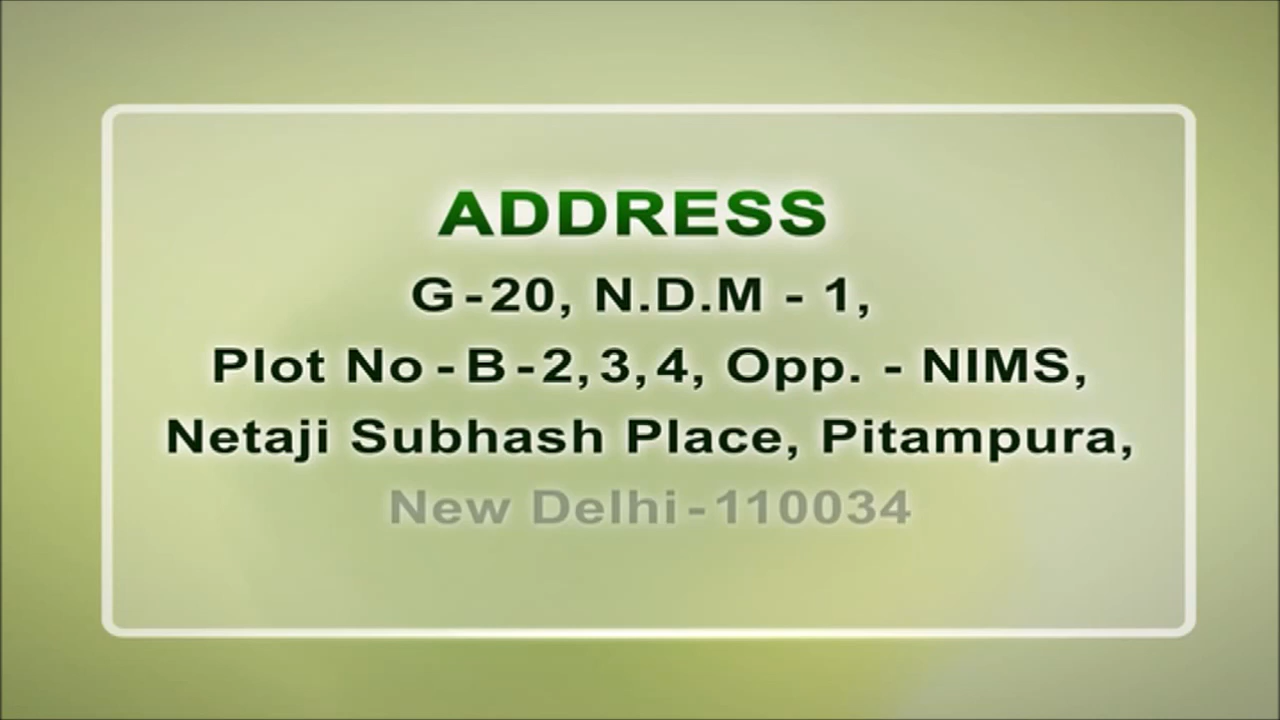 ADDRESS
G-20, N.D.M - 1,
Plot No-B-2,3,4, Opp. - NIMS,
Netaji Subhash Place, Pitampura,
New Delhi-110034